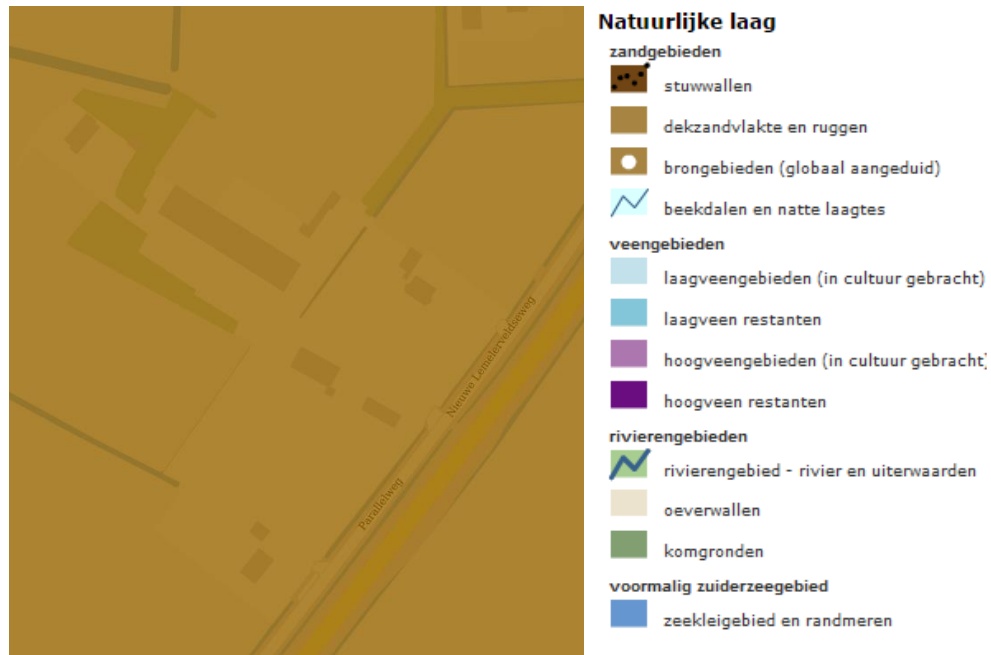 Nieuwe Lemelerveldseweg
Parallelweg
Natuurlijke laag
zandgebieden
stuwwallen
dekzandvlakte en ruggen
brongebieden (globaal aangeduid)
beekdalen en natte laagtes
veengebieden
laagveengebieden (in cultuur gebracht)
laagveen restanten
hoogveengebieden (in cultuur gebracht)
hoogveen restanten
rivierengebieden
rivierengebied - rivier en uiterwaarden
oeverwallen
komgronden
voormalig zuiderzeegebied
zeekleigebied en randmeren